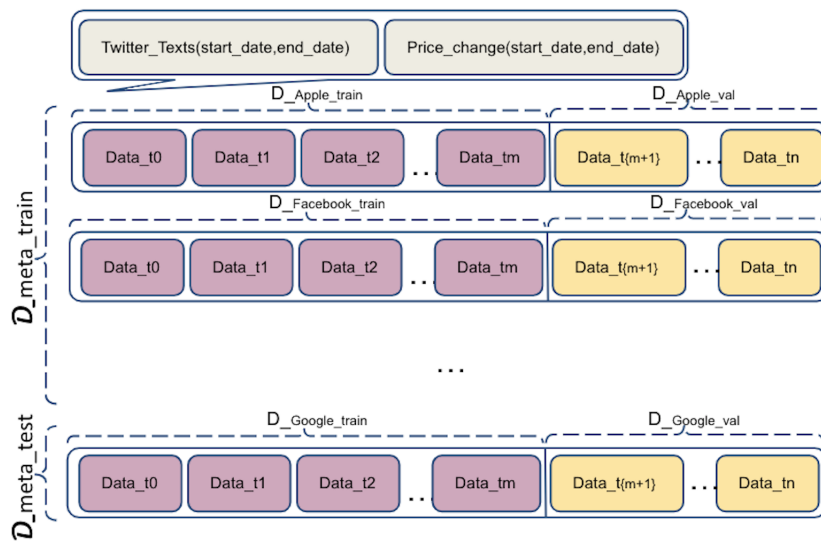 Twitter_Texts(start_date,end_date) Price_change(start_date,end_date)
D_Apple_train D_Apple_val
Data_t0 Data_t1 Data_t2 ... Data_tm Data_t{m+1} ... Data_tn
D_Facebook_train D_Facebook_val
Data_t0 Data_t1 Data_t2 ... Data_tm Data_t{m+1} ... Data_tn
D_meta_train
...
D_Google_train D_Google_val
Data_t0 Data_t1 Data_t2 ... Data_tm Data_t{m+1} ... Data_tn
D_meta_test